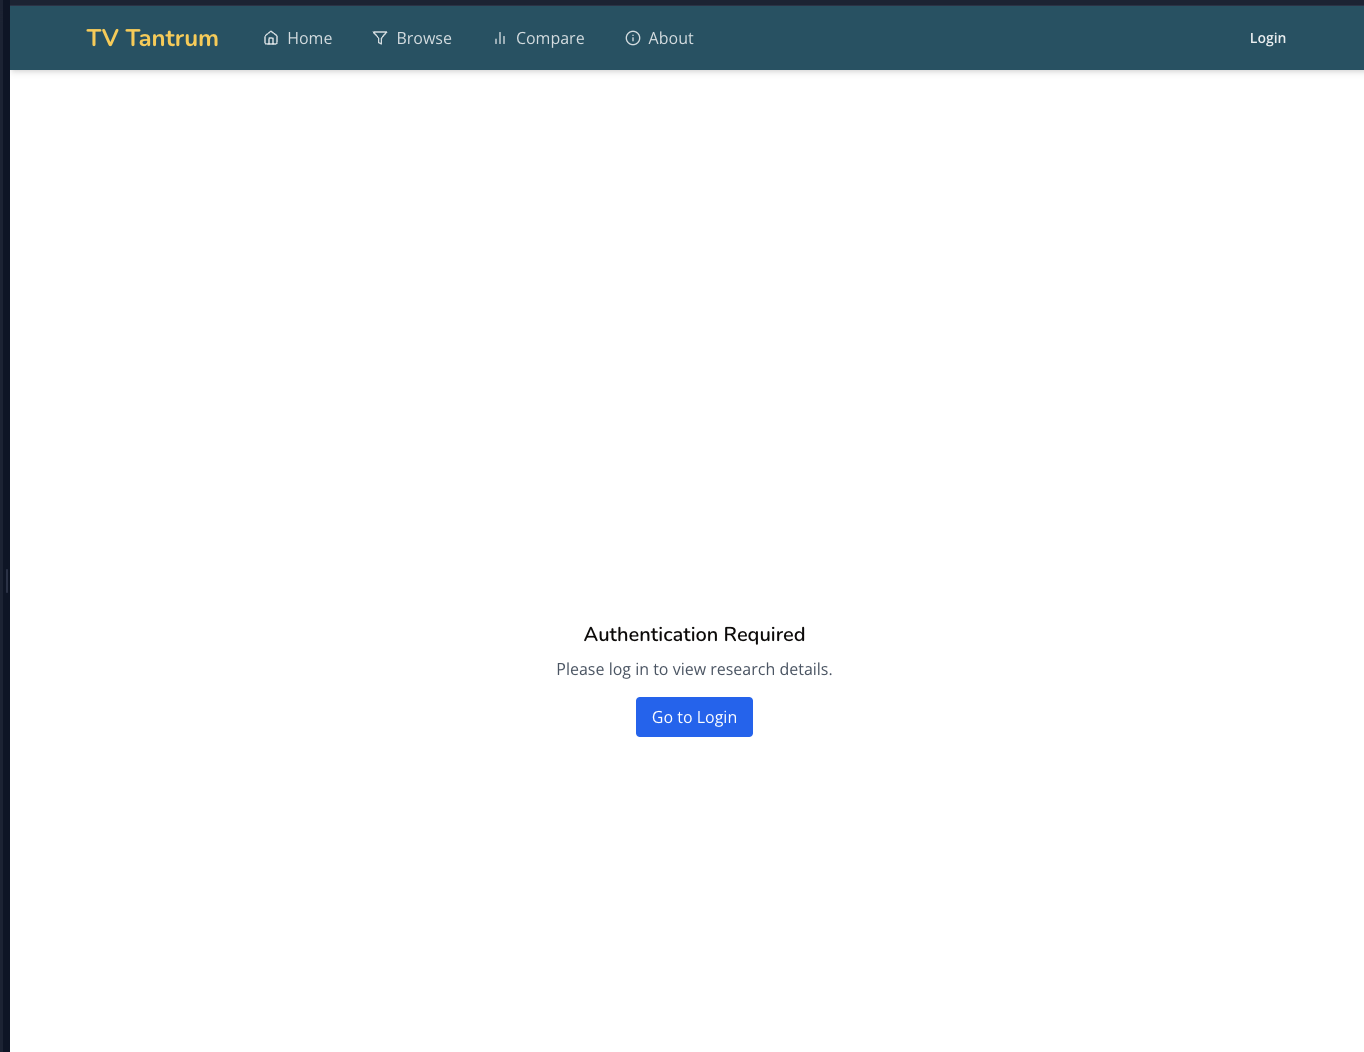 TV Tantrum
Home
Browse
Compare
About
Login
Authentication Required
Please log in to view research details.
Go to Login